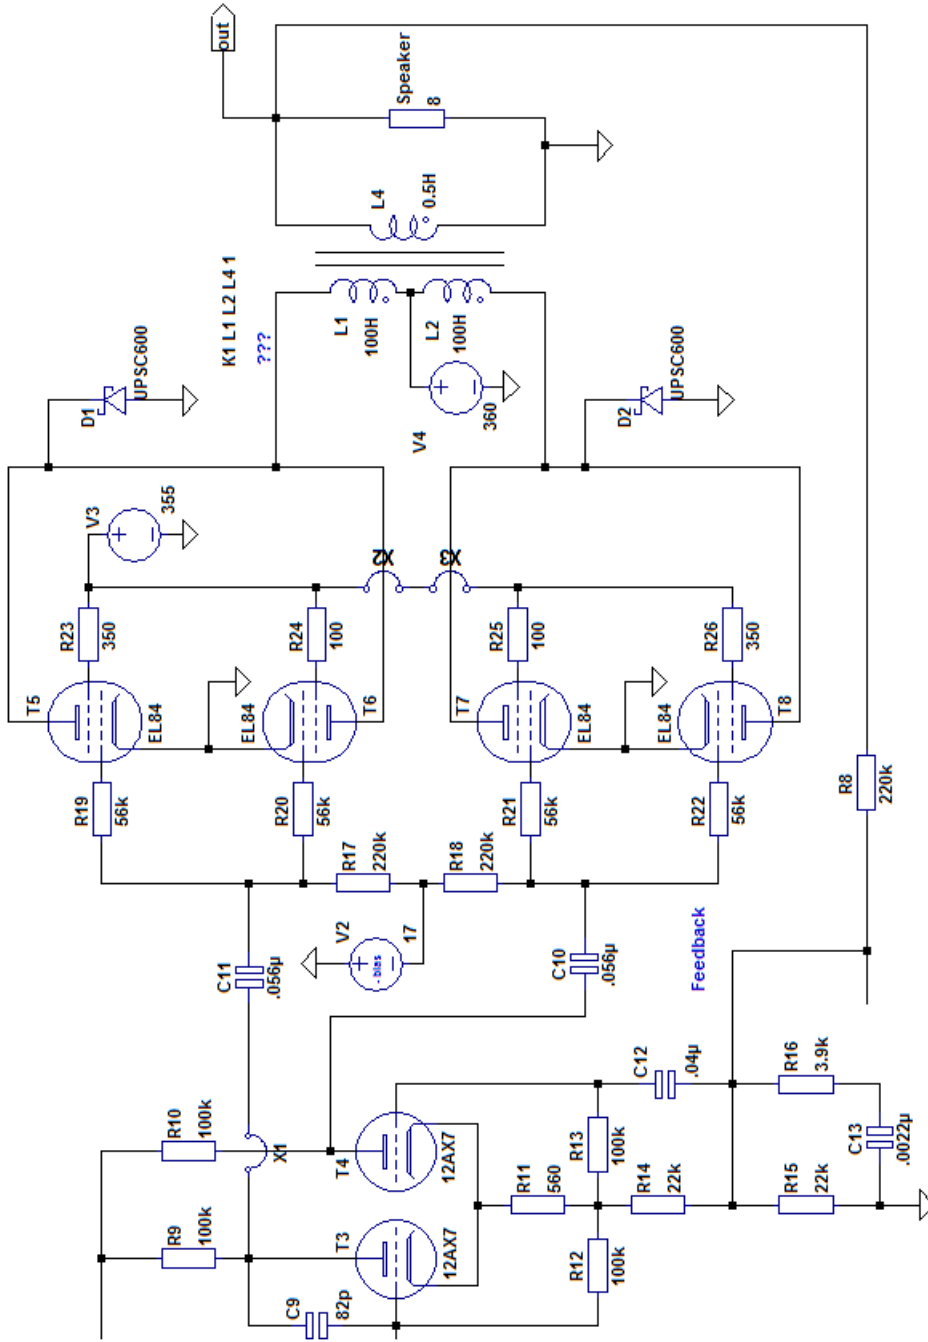 C9
82p
R9
100k
R10
100k
X1
T3
12AX7
T4
12AX7
R11
560
R12
100k
R13
100k
R14
22k
R15
22k
C12
.04µ
R16
3.9k
C13
.0022µ
C11
.056µ
C10
.056µ
V2
+
- bias
−
17
R17
220k
R18
220k
Feedback
R8
220k
R19
56k
R20
56k
R21
56k
R22
56k
T5
EL84
T6
EL84
T7
EL84
T8
EL84
R23
350
R24
100
R25
100
R26
350
X2
X3
V3
+
−
355
D1
UPSC600
D2
UPSC600
V4
+
−
360
K1 L1 L2 L4 1
???
L1
100H
L2
100H
L4
0.5H
Speaker
8
out